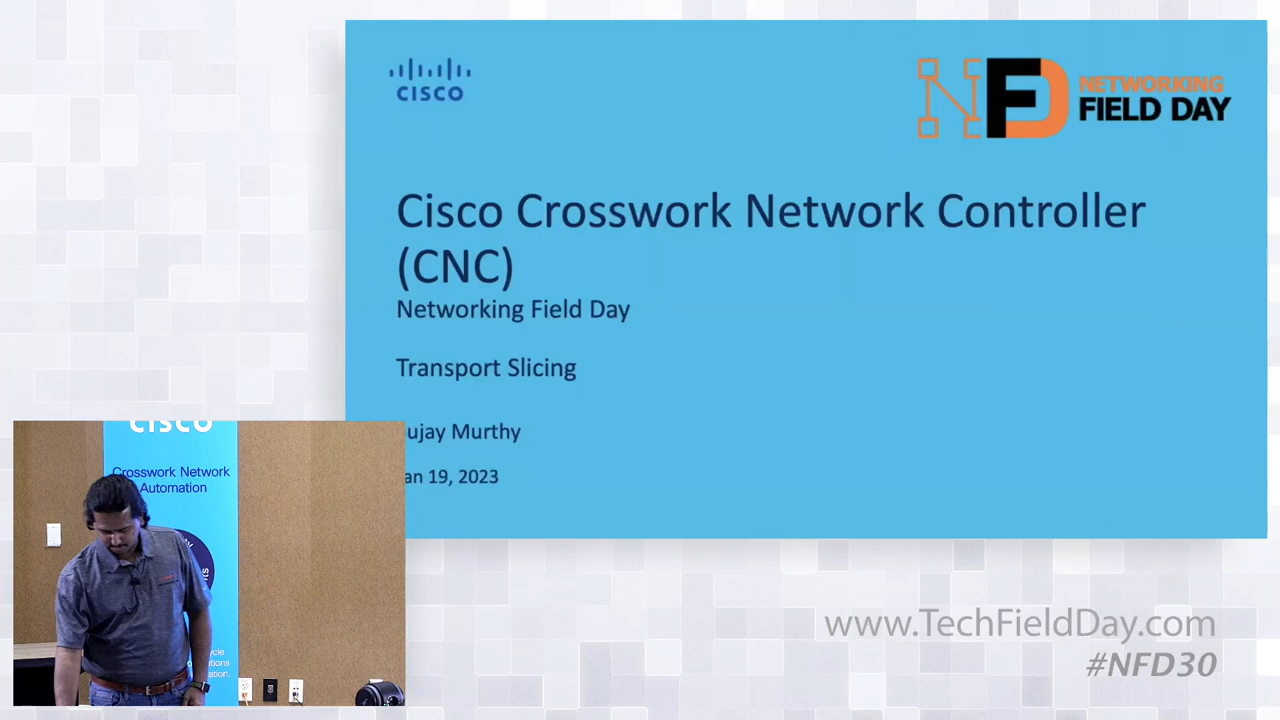 CISCO
NETWORKING
FIELD DAY
Cisco Crosswork Network Controller
(CNC)
Networking Field Day
Transport Slicing
ujay Murthy
an 19, 2023
CISCO
Crosswork Network
Automation
www.TechFieldDay.com
#NFD30